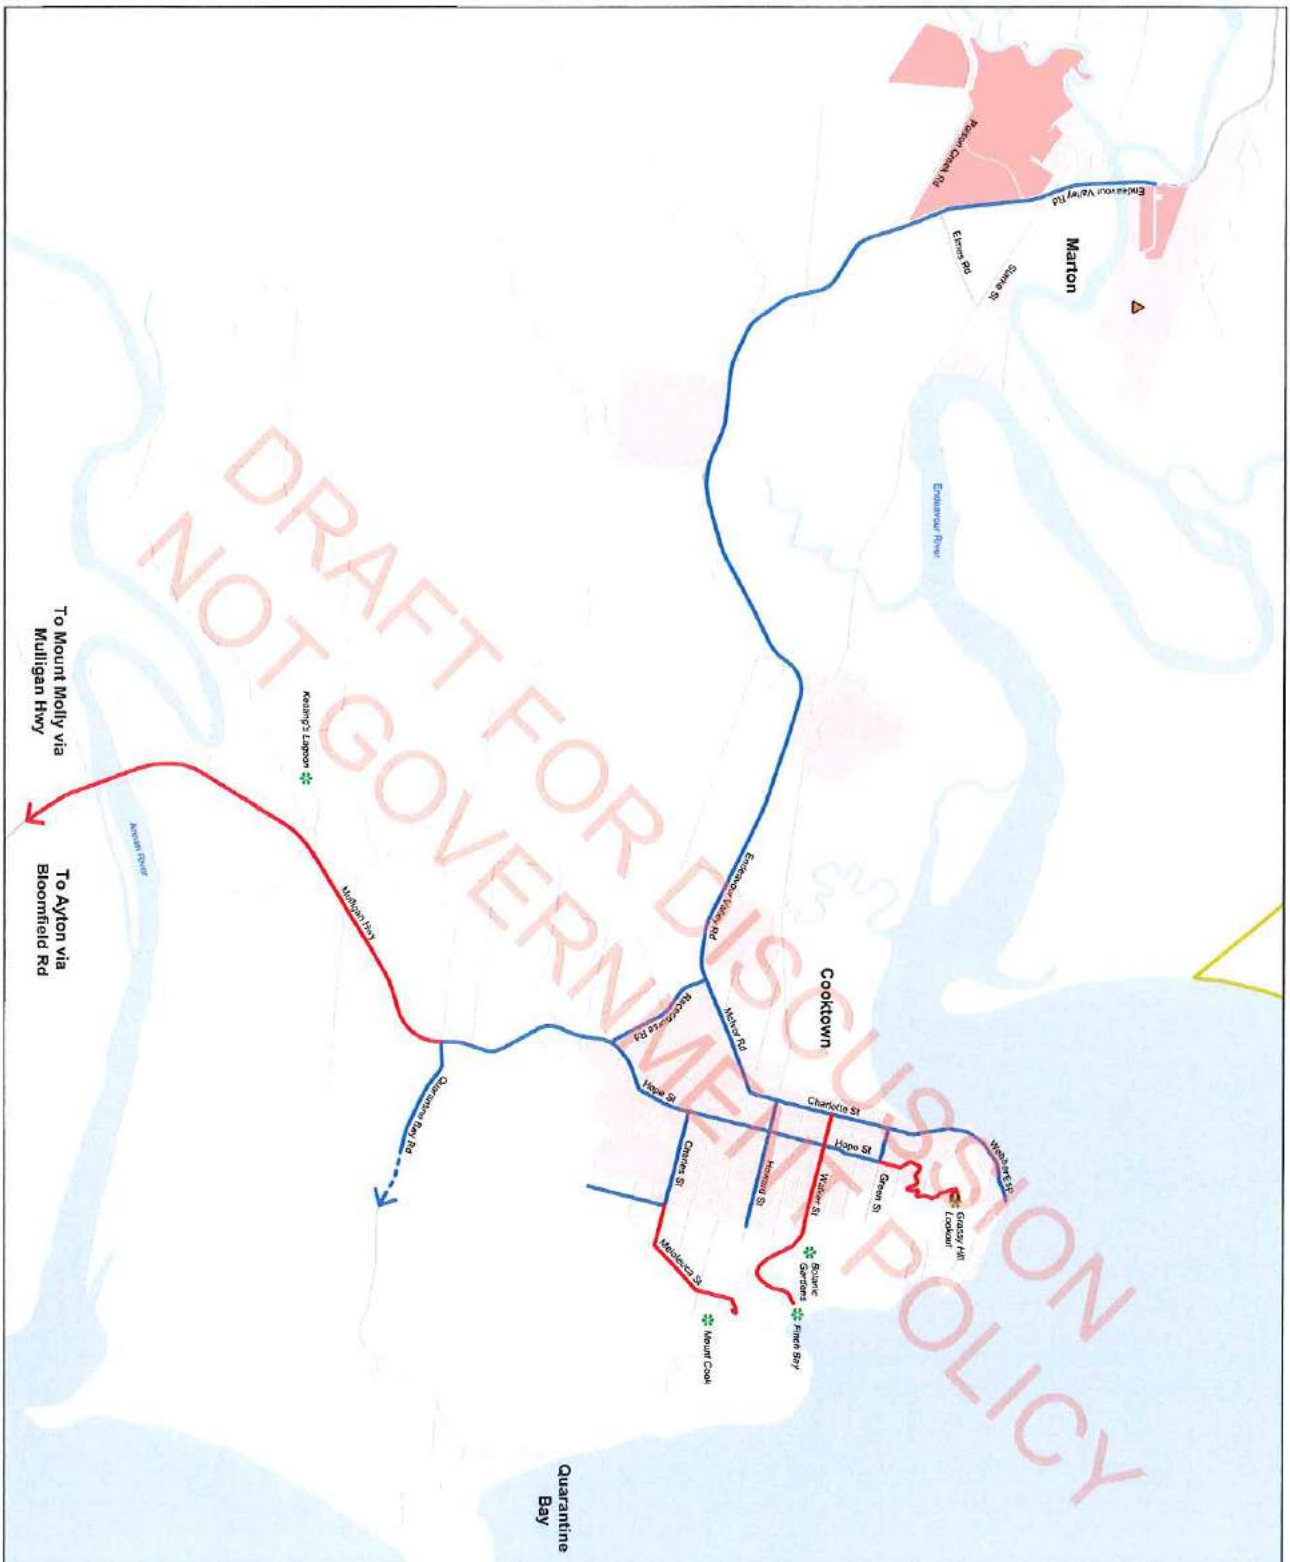 Poison Creek Rd
Endeavour Valley Rd
Marton
Elmes Rd
Starke St
Endeavour River
DRAFT FOR DISCUSSION
NOT GOVERNMENT POLICY
To Mount Molly via
Mulligan Hwy
Keating's Lagoon
Annan River
To Ayton via
Bloomfield Rd
Mulligan Hwy
Endeavour Valley Rd
Cooktown
Racecourse Rd
McIvor Rd
Hope St
Charlotte St
Webber Esp
Quarantine Bay Rd
Charles St
Howard St
Hope St
Walker St
Green St
Grassy Hill
Lookout
Meloleuca St
Botanic
Gardens
Finch Bay
Mount Cook
Quarantine
Bay